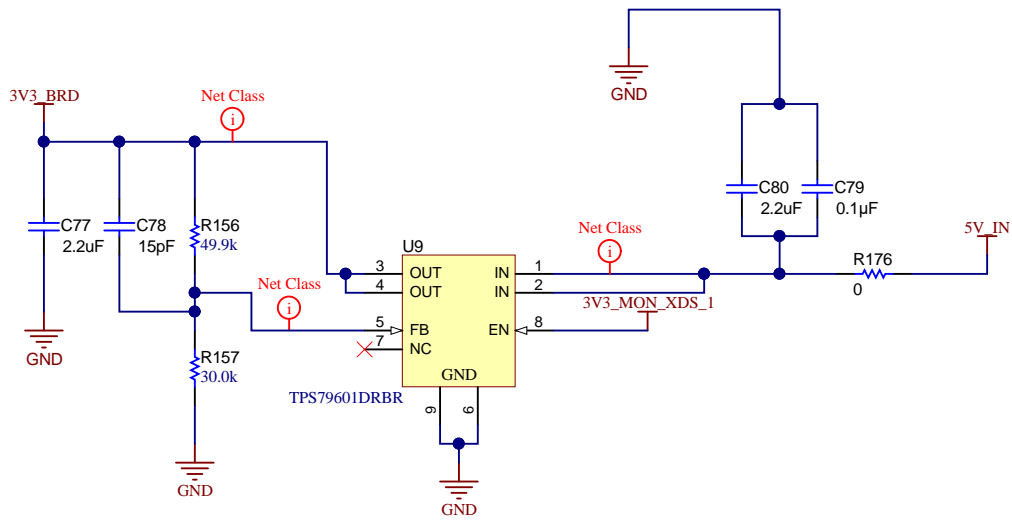 GND
3V3_BRD
Net Class
i
C80
2.2uF
C79
0.1µF
C77
2.2uF
C78
15pF
R156
49.9k
Net Class
i
5V_IN
U9
R176
0
3 OUT
4 OUT
IN 1
IN 2
Net Class
i
3V3_MON_XDS_1
5 FB
EN 8
7 NC
GND
R157
30.0k
GND
TPS79601DRBR
9
6
GND
GND